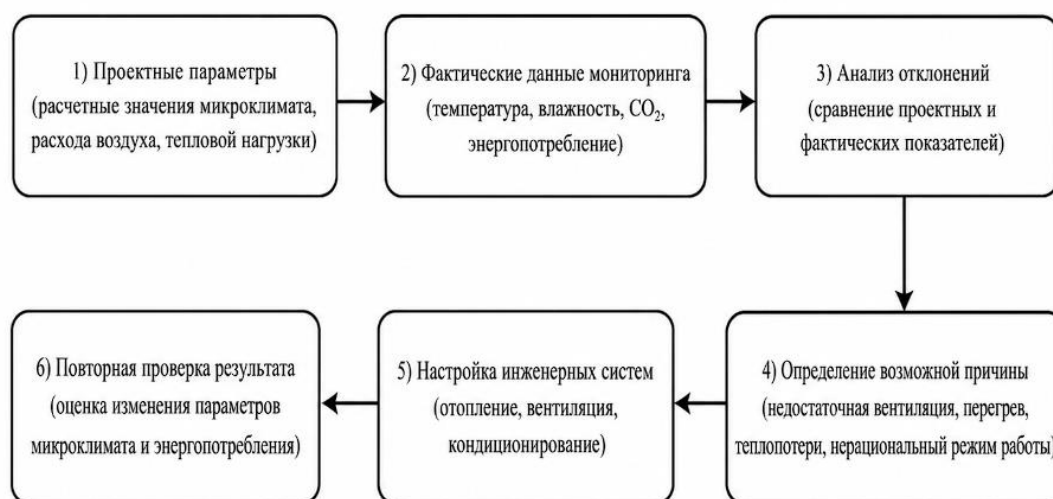 1) Проектные параметры
(расчетные значения микроклимата,
расхода воздуха, тепловой нагрузки)
2) Фактические данные мониторинга
(температура, влажность, CO₂,
энергопотребление)
3) Анализ отклонений
(сравнение проектных и
фактических показателей)
4) Определение возможной причины
(недостаточная вентиляция, перегрев,
теплопотери, нерациональный режим работы)
5) Настройка инженерных систем
(отопление, вентиляция,
кондиционирование)
6) Повторная проверка результата
(оценка изменения параметров
микроклимата и энергопотребления)